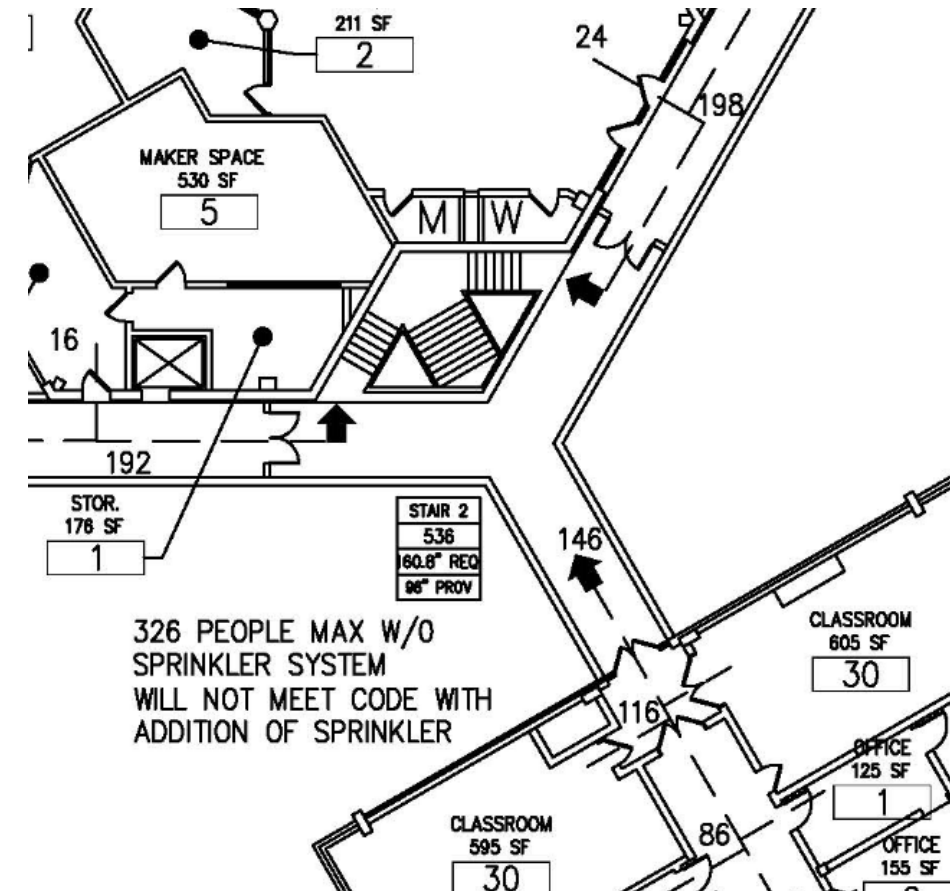 211 SF
2
24
198
MAKER SPACE
530 SF
5
M W
16
192
STOR.
176 SF
1
STAIR 2
536
160.8" REQ
96" PROV
146
326 PEOPLE MAX W/O
SPRINKLER SYSTEM
WILL NOT MEET CODE WITH
ADDITION OF SPRINKLER
CLASSROOM
605 SF
30
116
OFFICE
125 SF
1
CLASSROOM
595 SF
30
86
OFFICE
155 SF